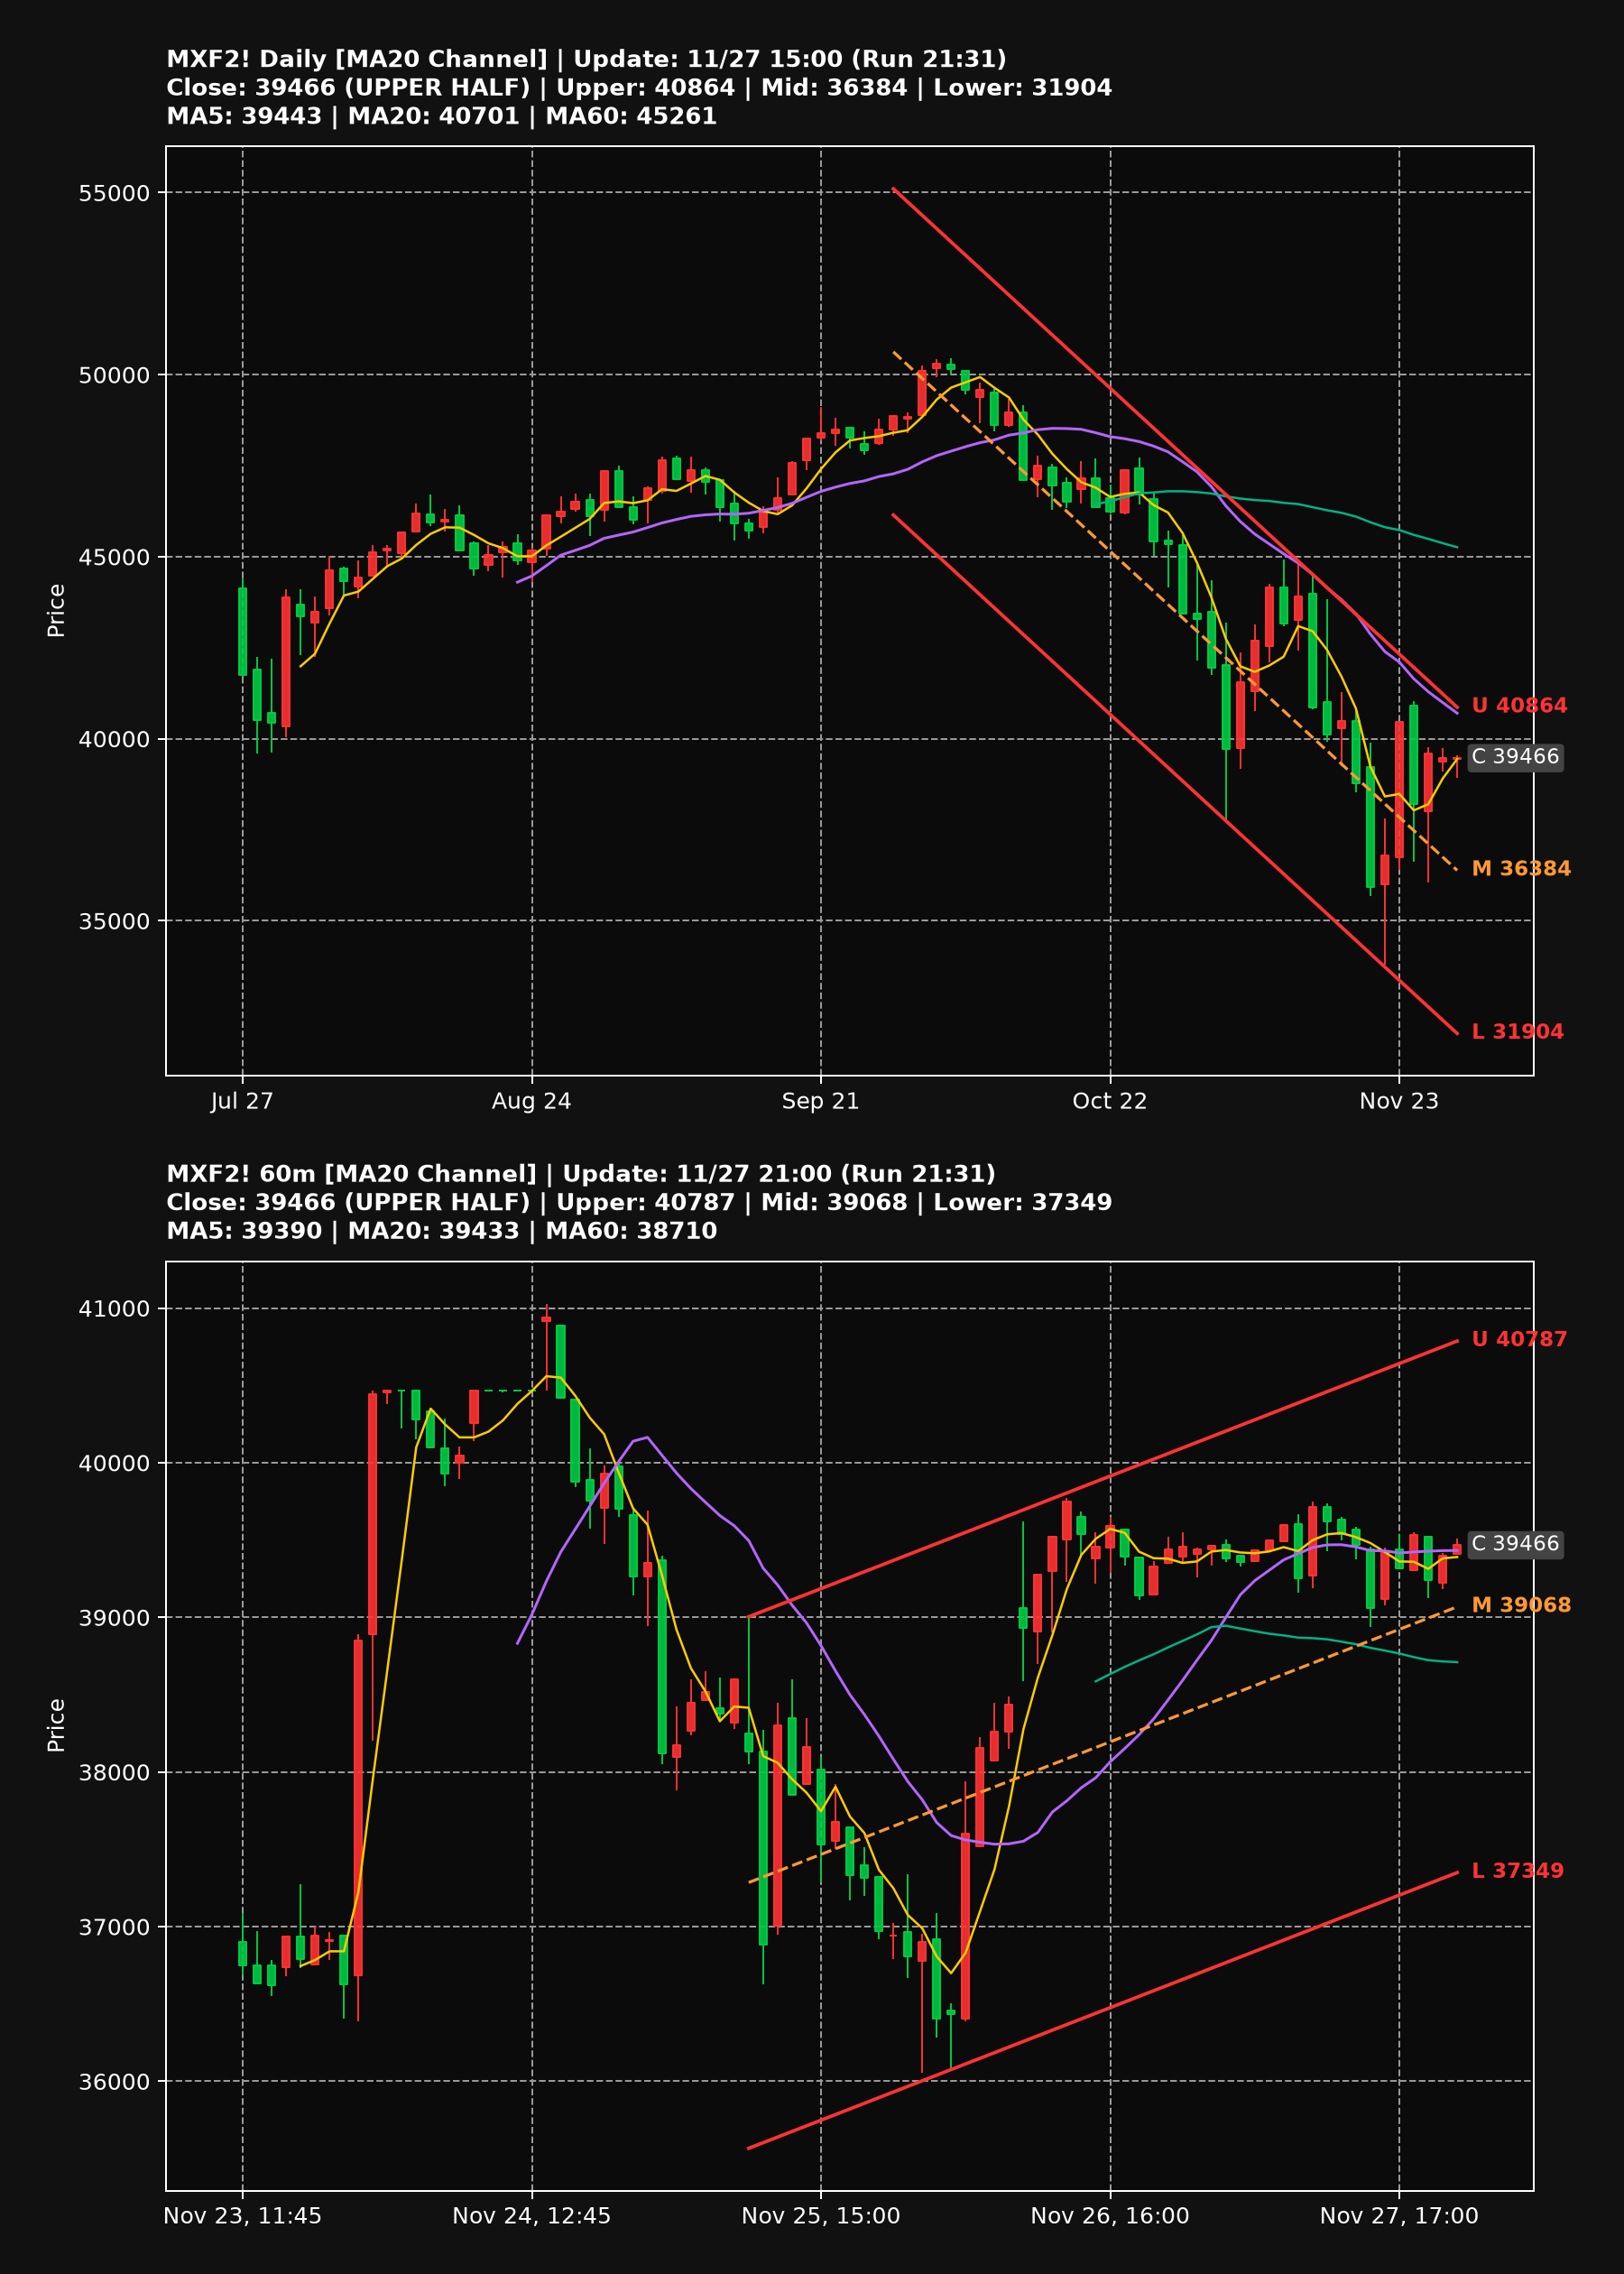 MXF2! Daily [MA20 Channel] | Update: 11/27 15:00 (Run 21:31)
Close: 39466 (UPPER HALF) | Upper: 40864 | Mid: 36384 | Lower: 31904
MA5: 39443 | MA20: 40701 | MA60: 45261
Price
55000
50000
45000
40000
35000
U 40864
C 39466
M 36384
L 31904
Jul 27
Aug 24
Sep 21
Oct 22
Nov 23
MXF2! 60m [MA20 Channel] | Update: 11/27 21:00 (Run 21:31)
Close: 39466 (UPPER HALF) | Upper: 40787 | Mid: 39068 | Lower: 37349
MA5: 39390 | MA20: 39433 | MA60: 38710
Price
41000
40000
39000
38000
37000
36000
U 40787
C 39466
M 39068
L 37349
Nov 23, 11:45
Nov 24, 12:45
Nov 25, 15:00
Nov 26, 16:00
Nov 27, 17:00